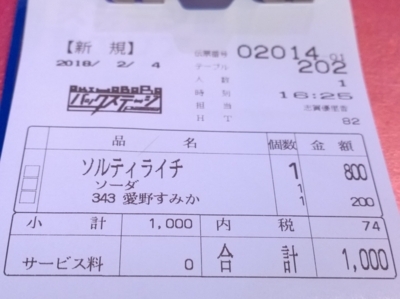 【新規】 伝票番号 02014-01
2018/ 2/ 4 テーブル 202
人数 1
バックステージ 時刻 16:25
担当
HT 82
品/名 個数 金額
ソルティライチ 1 800
ソーダ 1
343 愛野すみか 1 200
小計 1,000 内税 74
サービス料 0 合計 1,000